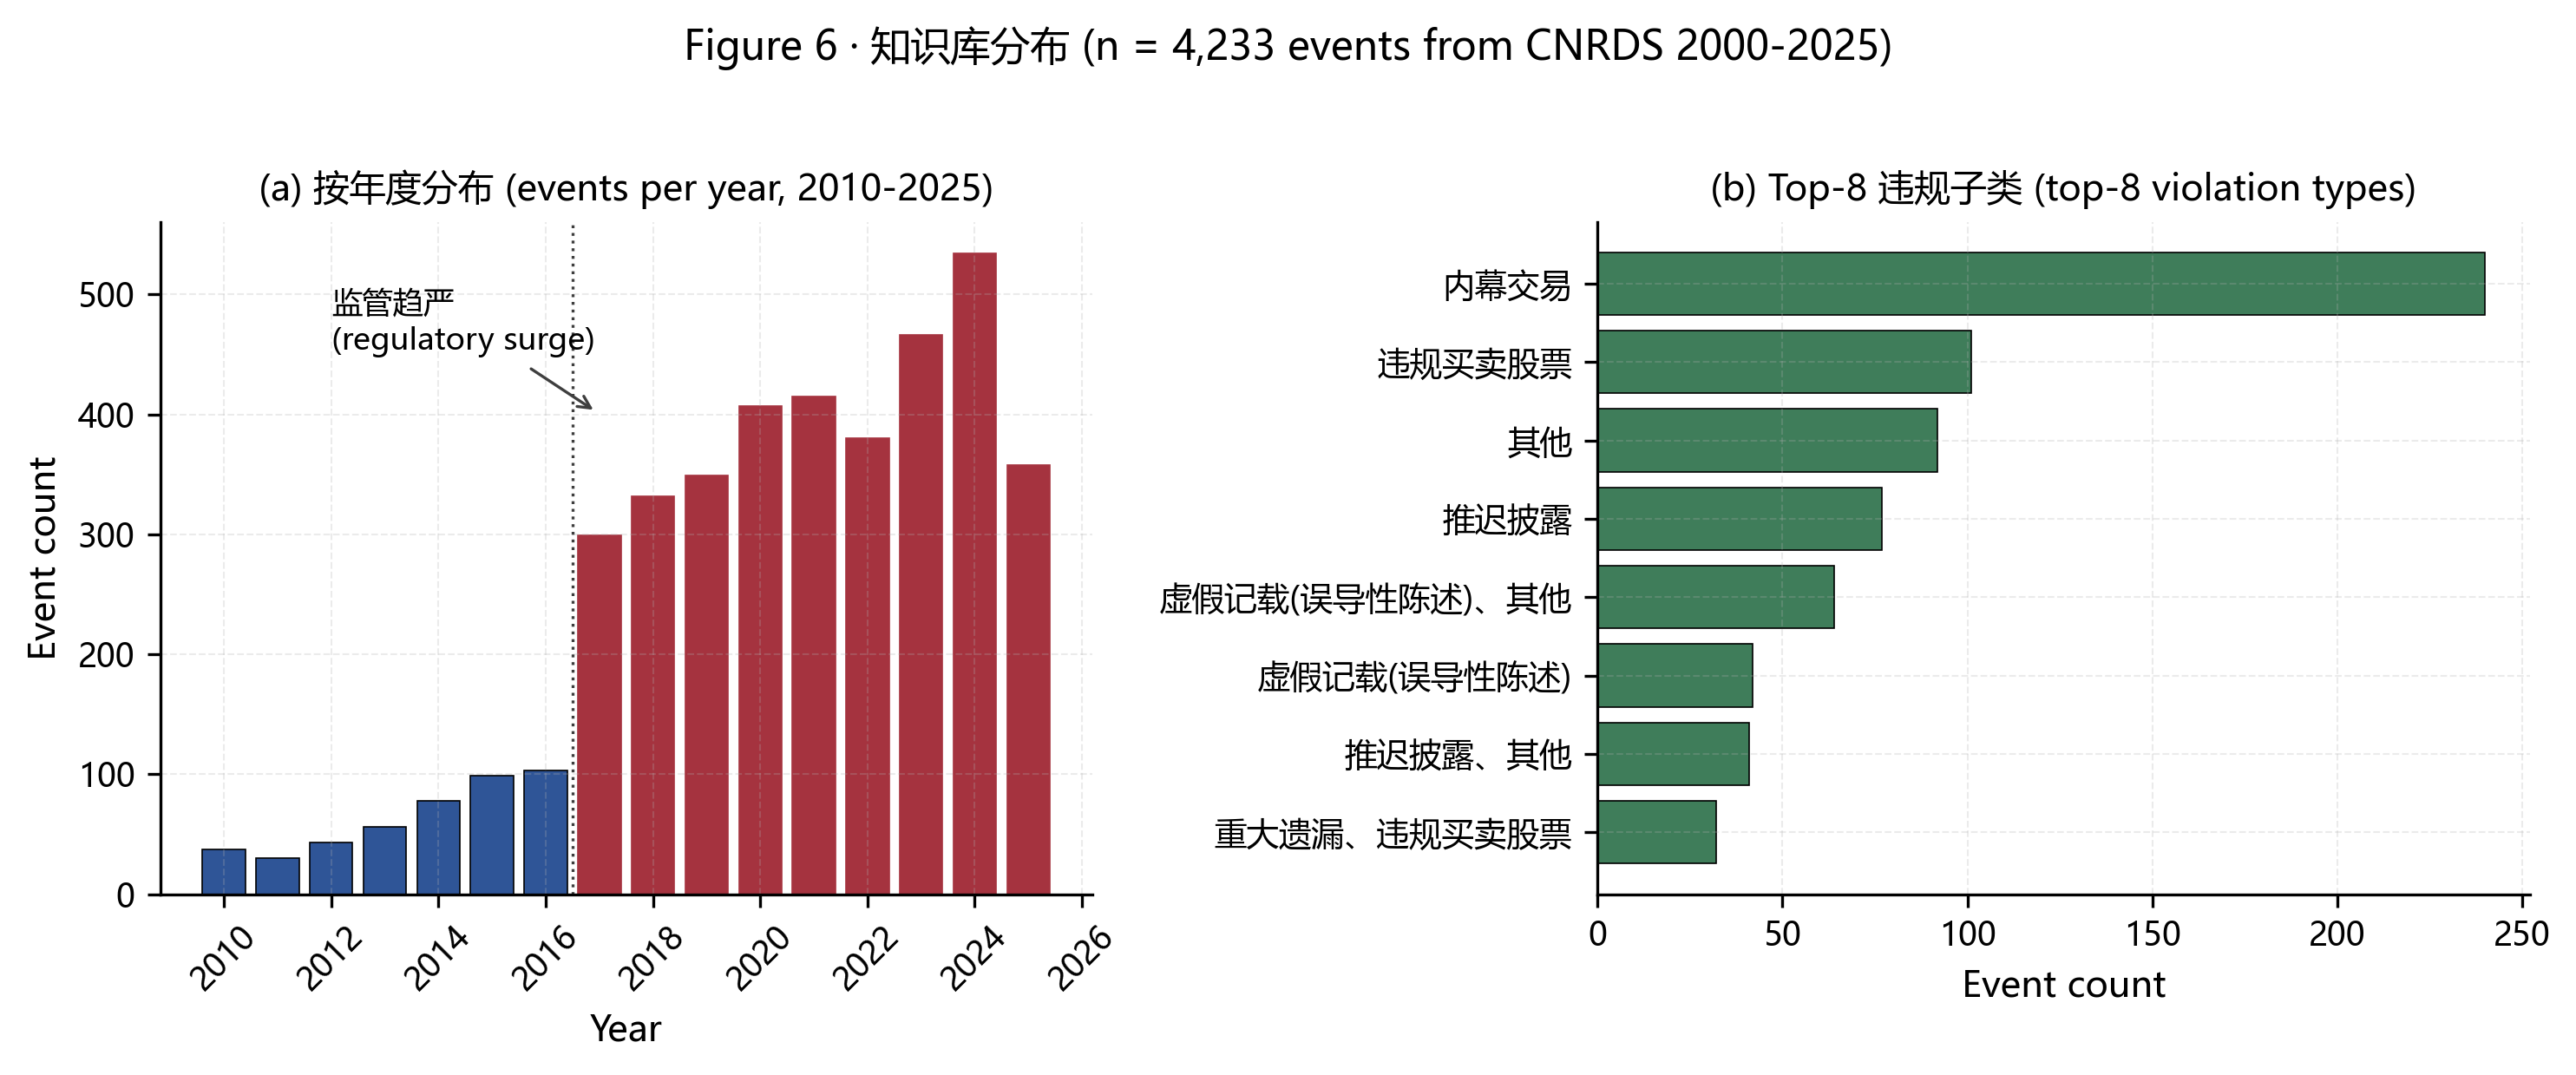 Figure 6 · 知识库分布 (n = 4,233 events from CNRDS 2000-2025)
(a) 按年度分布 (events per year, 2010-2025)
Event count
500
400
300
200
100
0
监管趋严
(regulatory surge)
2010
2012
2014
2016
2018
2020
2022
2024
2026
Year
(b) Top-8 违规子类 (top-8 violation types)
内幕交易
违规买卖股票
其他
推迟披露
虚假记载(误导性陈述)、其他
虚假记载(误导性陈述)
推迟披露、其他
重大遗漏、违规买卖股票
0
50
100
150
200
250
Event count